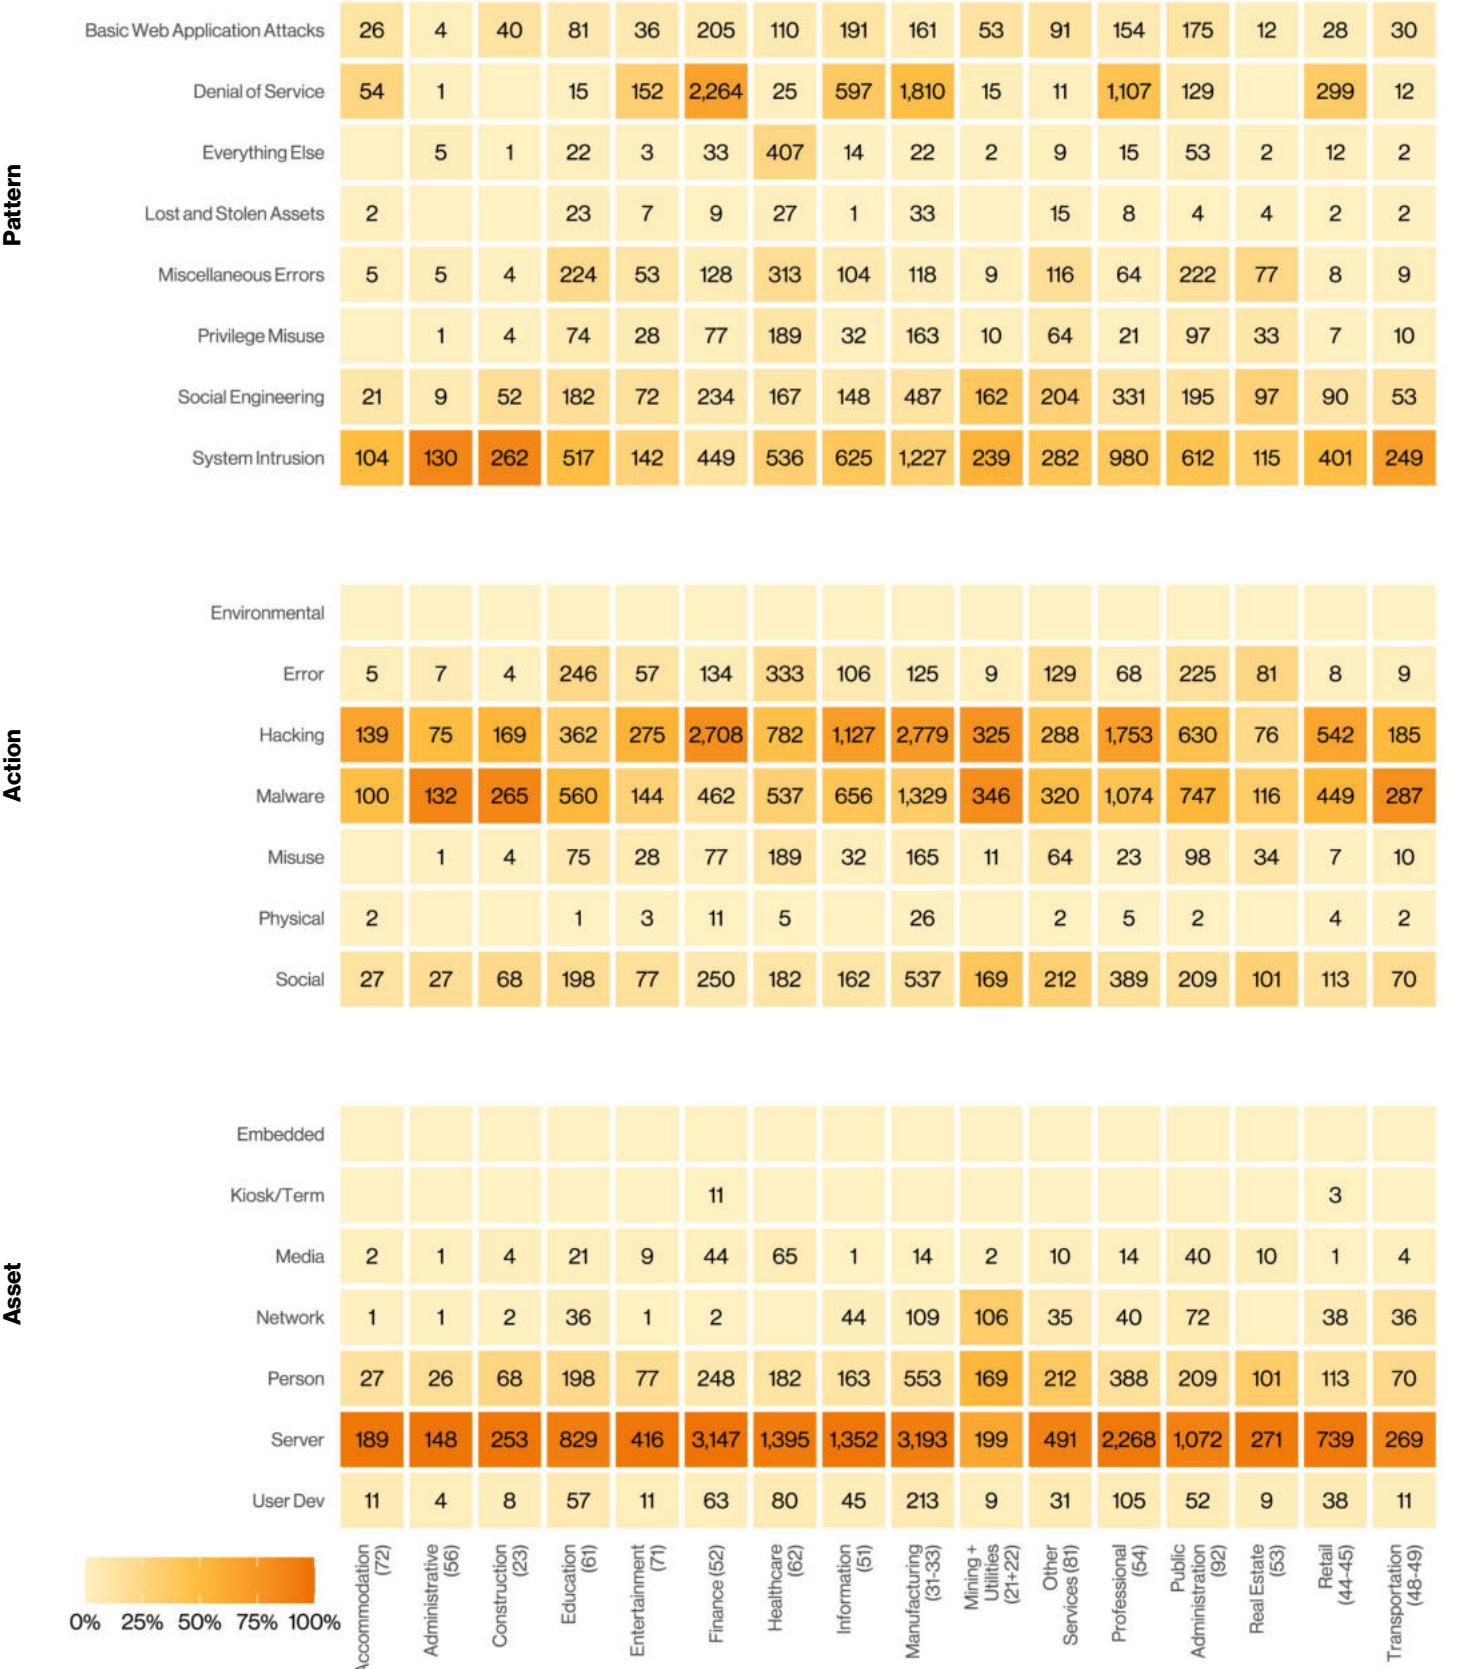 Pattern
Basic Web Application Attacks 26 4 40 81 36 205 110 191 161 53 91 154 175 12 28 30
Denial of Service 54 1 15 152 2,264 25 597 1,810 15 11 1,107 129 299 12
Everything Else 5 1 22 3 33 407 14 22 2 9 15 53 2 12 2
Lost and Stolen Assets 2 23 7 9 27 1 33 15 8 4 4 2 2
Miscellaneous Errors 5 5 4 224 53 128 313 104 118 9 116 64 222 77 8 9
Privilege Misuse 1 4 74 28 77 189 32 163 10 64 21 97 33 7 10
Social Engineering 21 9 52 182 72 234 167 148 487 162 204 331 195 97 90 53
System Intrusion 104 130 262 517 142 449 536 625 1,227 239 282 980 612 115 401 249
Action
Environmental
Error 5 7 4 246 57 134 333 106 125 9 129 68 225 81 8 9
Hacking 139 75 169 362 275 2,708 782 1,127 2,779 325 288 1,753 630 76 542 185
Malware 100 132 265 560 144 462 537 656 1,329 346 320 1,074 747 116 449 287
Misuse 1 4 75 28 77 189 32 165 11 64 23 98 34 7 10
Physical 2 1 3 11 5 26 2 5 2 4 2
Social 27 27 68 198 77 250 182 162 537 169 212 389 209 101 113 70
Asset
Embedded
Kiosk/Term 11 3
Media 2 1 4 21 9 44 65 1 14 2 10 14 40 10 1 4
Network 1 1 2 36 1 2 44 109 106 35 40 72 38 36
Person 27 26 68 198 77 248 182 163 553 169 212 388 209 101 113 70
Server 189 148 253 829 416 3,147 1,395 1,352 3,193 199 491 2,268 1,072 271 739 269
User Dev 11 4 8 57 11 63 80 45 213 9 31 105 52 9 38 11
0% 25% 50% 75% 100%
Accommodation
(72)
Administrative
(56)
Construction
(23)
Education
(61)
Entertainment
(71)
Finance (52)
Healthcare
(62)
Information
(51)
Manufacturing
(31-33)
Mining +
Utilities
(21+22)
Other
Services (81)
Professional
(54)
Public
Administration
(92)
Real Estate
(53)
Retail
(44-45)
Transportation
(48-49)